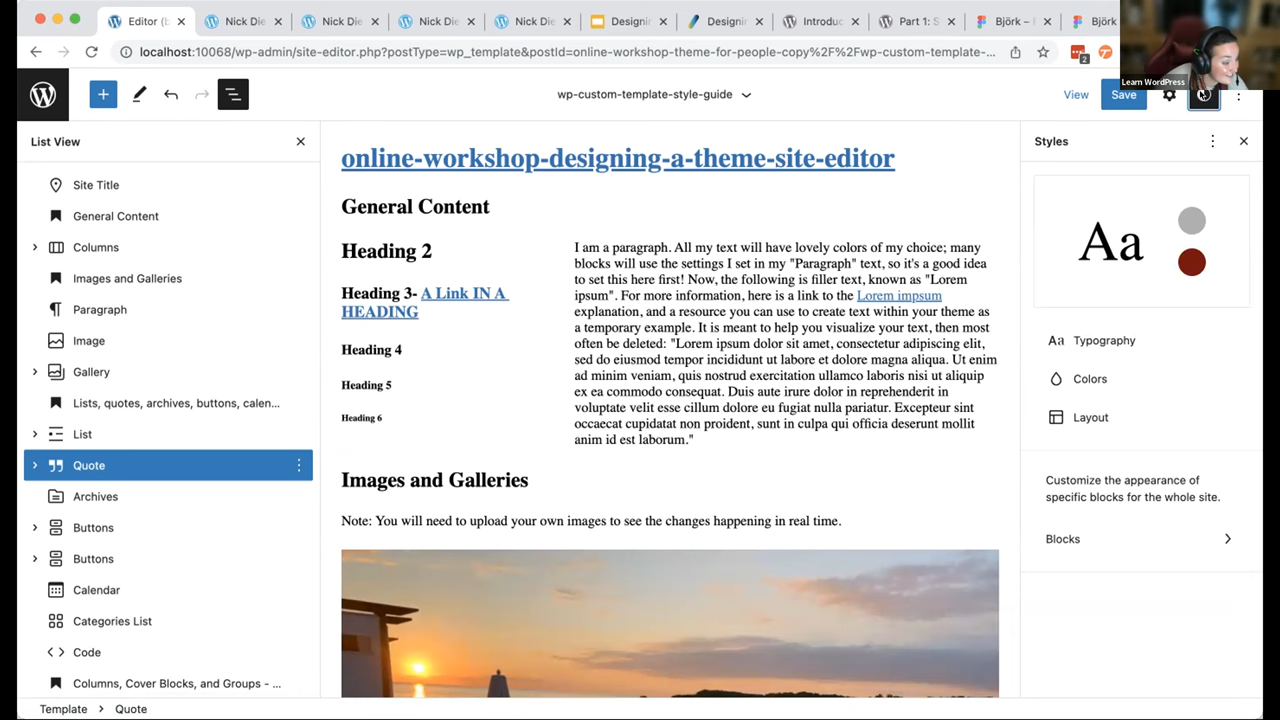 Editor (b
Nick Die
Nick Die
Nick Die
Nick Die
Designin
Designin
Introduc
Part 1: S
Björk – 
Björk
localhost:10068/wp-admin/site-editor.php?postType=wp_template&postId=online-workshop-theme-for-people-copy%2F%2Fwp-custom-template-...
2
Learn WordPress
wp-custom-template-style-guide
View
Save
List View
Site Title
General Content
Columns
Images and Galleries
Paragraph
Image
Gallery
Lists, quotes, archives, buttons, calen...
List
Quote
Archives
Buttons
Buttons
Calendar
Categories List
Code
Columns, Cover Blocks, and Groups - ...
online-workshop-designing-a-theme-site-editor
General Content
Heading 2
Heading 3- A Link IN A
HEADING
Heading 4
Heading 5
Heading 6
I am a paragraph. All my text will have lovely colors of my choice; many
blocks will use the settings I set in my "Paragraph" text, so it's a good idea
to set this here first! Now, the following is filler text, known as "Lorem
ipsum". For more information, here is a link to the Lorem impsum
explanation, and a resource you can use to create text within your theme as
a temporary example. It is meant to help you visualize your text, then most
often be deleted: "Lorem ipsum dolor sit amet, consectetur adipiscing elit,
sed do eiusmod tempor incididunt ut labore et dolore magna aliqua. Ut enim
ad minim veniam, quis nostrud exercitation ullamco laboris nisi ut aliquip
ex ea commodo consequat. Duis aute irure dolor in reprehenderit in
voluptate velit esse cillum dolore eu fugiat nulla pariatur. Excepteur sint
occaecat cupidatat non proident, sunt in culpa qui officia deserunt mollit
anim id est laborum."
Images and Galleries
Note: You will need to upload your own images to see the changes happening in real time.
Styles
Aa
Aa Typography
Colors
Layout
Customize the appearance of
specific blocks for the whole site.
Blocks
Template > Quote